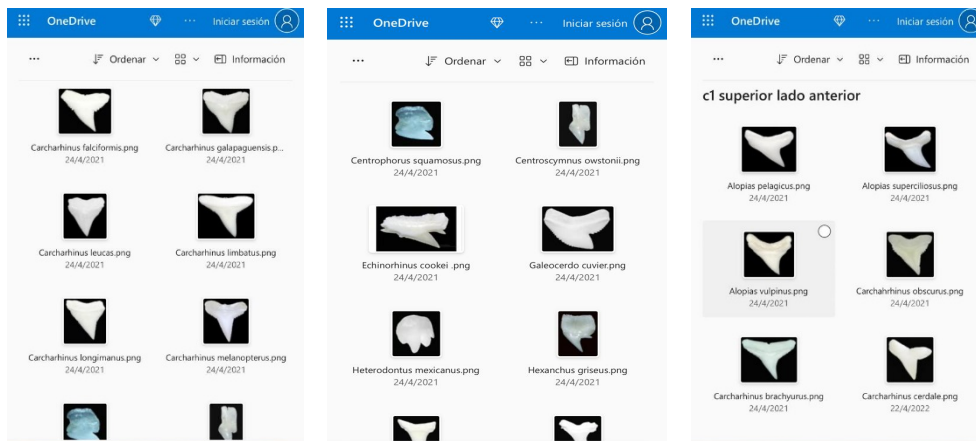 OneDrive ... Iniciar sesión
... Ordenar Información
Carcharhinus falciformis.png
24/4/2021
Carcharhinus galapaguensis.p...
24/4/2021
Carcharhinus leucas.png
24/4/2021
Carcharhinus limbatus.png
24/4/2021
Carcharhinus longimanus.png
24/4/2021
Carcharhinus melanopterus.png
24/4/2021
OneDrive ... Iniciar sesión
... Ordenar Información
Centrophorus squamosus.png
24/4/2021
Centroscymnus owstonii.png
24/4/2021
Echinorhinus cookei .png
24/4/2021
Galeocerdo cuvier.png
24/4/2021
Heterodontus mexicanus.png
24/4/2021
Hexanchus griseus.png
24/4/2021
OneDrive ... Iniciar sesión
... Ordenar Información
c1 superior lado anterior
Alopias pelagicus.png
24/4/2021
Alopias superciliosus.png
24/4/2021
Alopias vulpinus.png
24/4/2021
Carchahrhinus obscurus.png
22/4/2021
Carcharhinus brachyurus.png
24/4/2021
Carcharhinus cerdale.png
22/4/2022